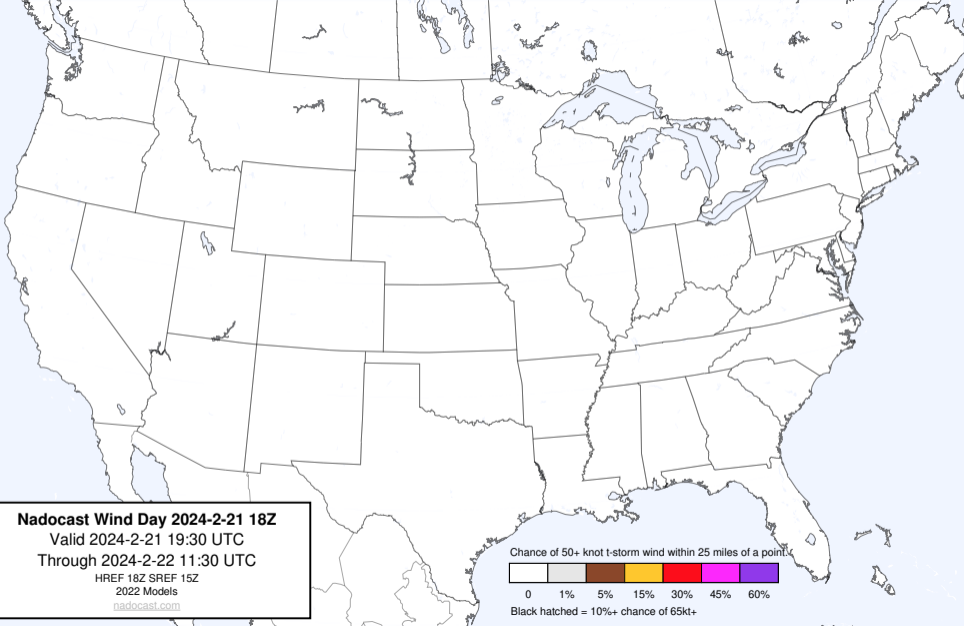 Nadocast Wind Day 2024-2-21 18Z
Valid 2024-2-21 19:30 UTC
Through 2024-2-22 11:30 UTC
HREF 18Z SREF 15Z
2022 Models
nadocast.com
Chance of 50+ knot t-storm wind within 25 miles of a point.
0 1% 5% 15% 30% 45% 60%
Black hatched = 10%+ chance of 65kt+